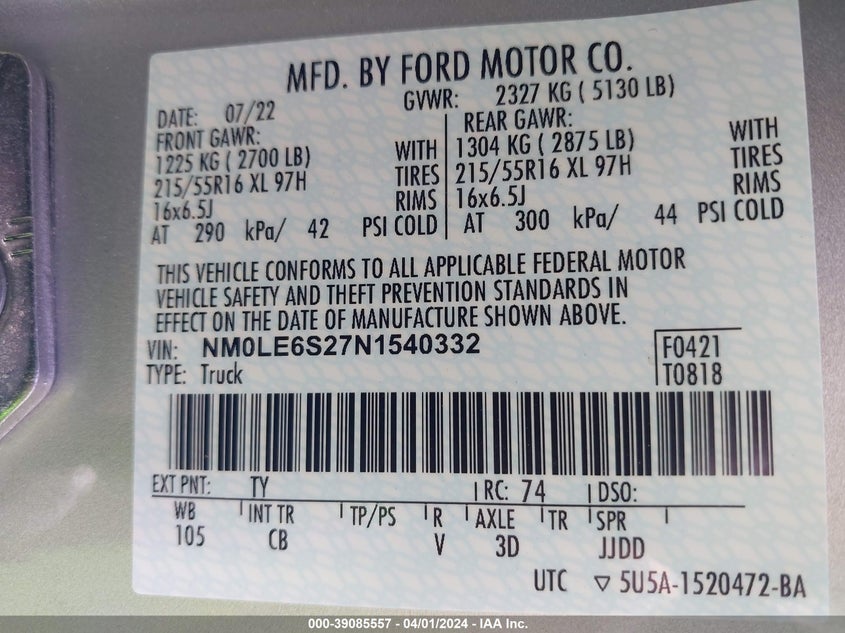 MFD. BY FORD MOTOR CO.
DATE: 07/22 GVWR: 2327 KG ( 5130 LB)
FRONT GAWR: REAR GAWR:
1225 KG ( 2700 LB) WITH 1304 KG ( 2875 LB) WITH
215/55R16 XL 97H TIRES 215/55R16 XL 97H TIRES
16x6.5J RIMS 16x6.5J RIMS
AT 290 kPa/ 42 PSI COLD AT 300 kPa/ 44 PSI COLD
THIS VEHICLE CONFORMS TO ALL APPLICABLE FEDERAL MOTOR
VEHICLE SAFETY AND THEFT PREVENTION STANDARDS IN
EFFECT ON THE DATE OF MANUFACTURE SHOWN ABOVE.
VIN: NM0LE6S27N1540332 F0421
TYPE: Truck T0818
EXT PNT: TY RC: 74 DSO:
WB INT TR TP/PS R AXLE TR SPR
105 CB V 3D JJDD
UTC ▽ 5U5A-1520472-BA
000-39085557 - 04/01/2024 - IAA Inc.